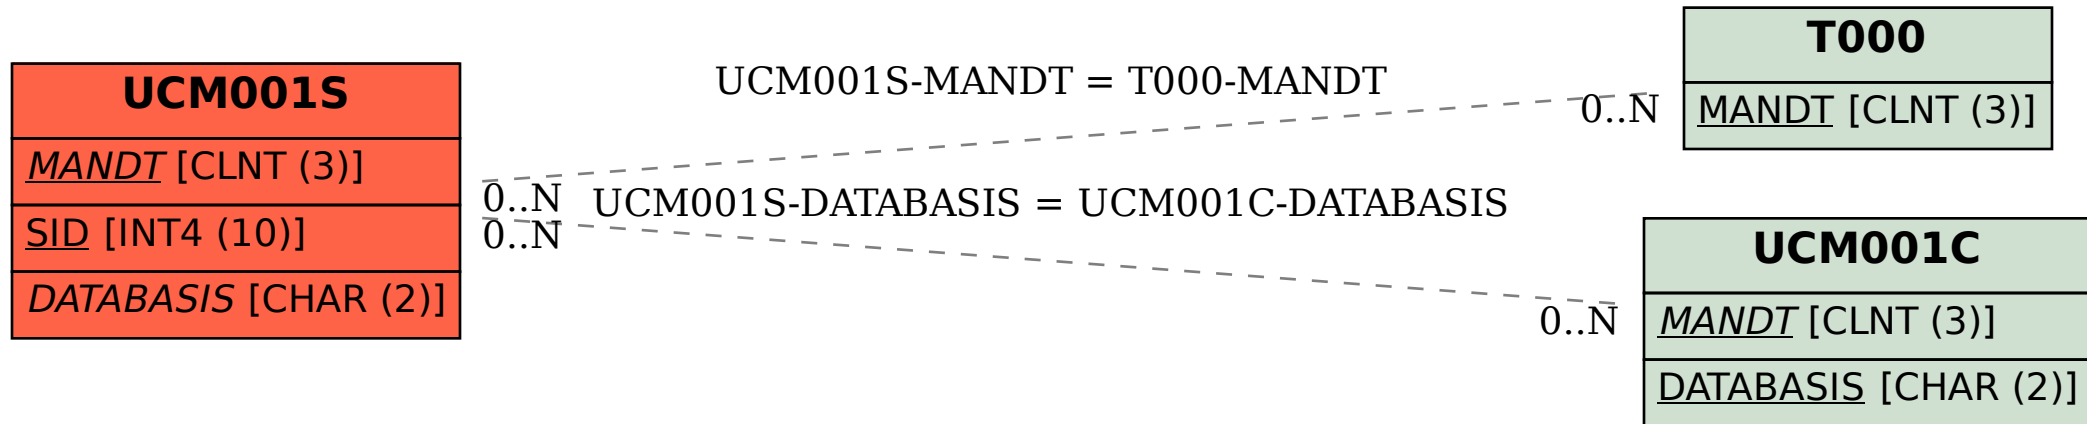 UCM001S
MANDT [CLNT (3)]
SID [INT4 (10)]
DATABASIS [CHAR (2)]
UCM001S-MANDT = T000-MANDT
0..N
0..N
UCM001S-DATABASIS = UCM001C-DATABASIS
0..N
0..N
T000
MANDT [CLNT (3)]
UCM001C
MANDT [CLNT (3)]
DATABASIS [CHAR (2)]